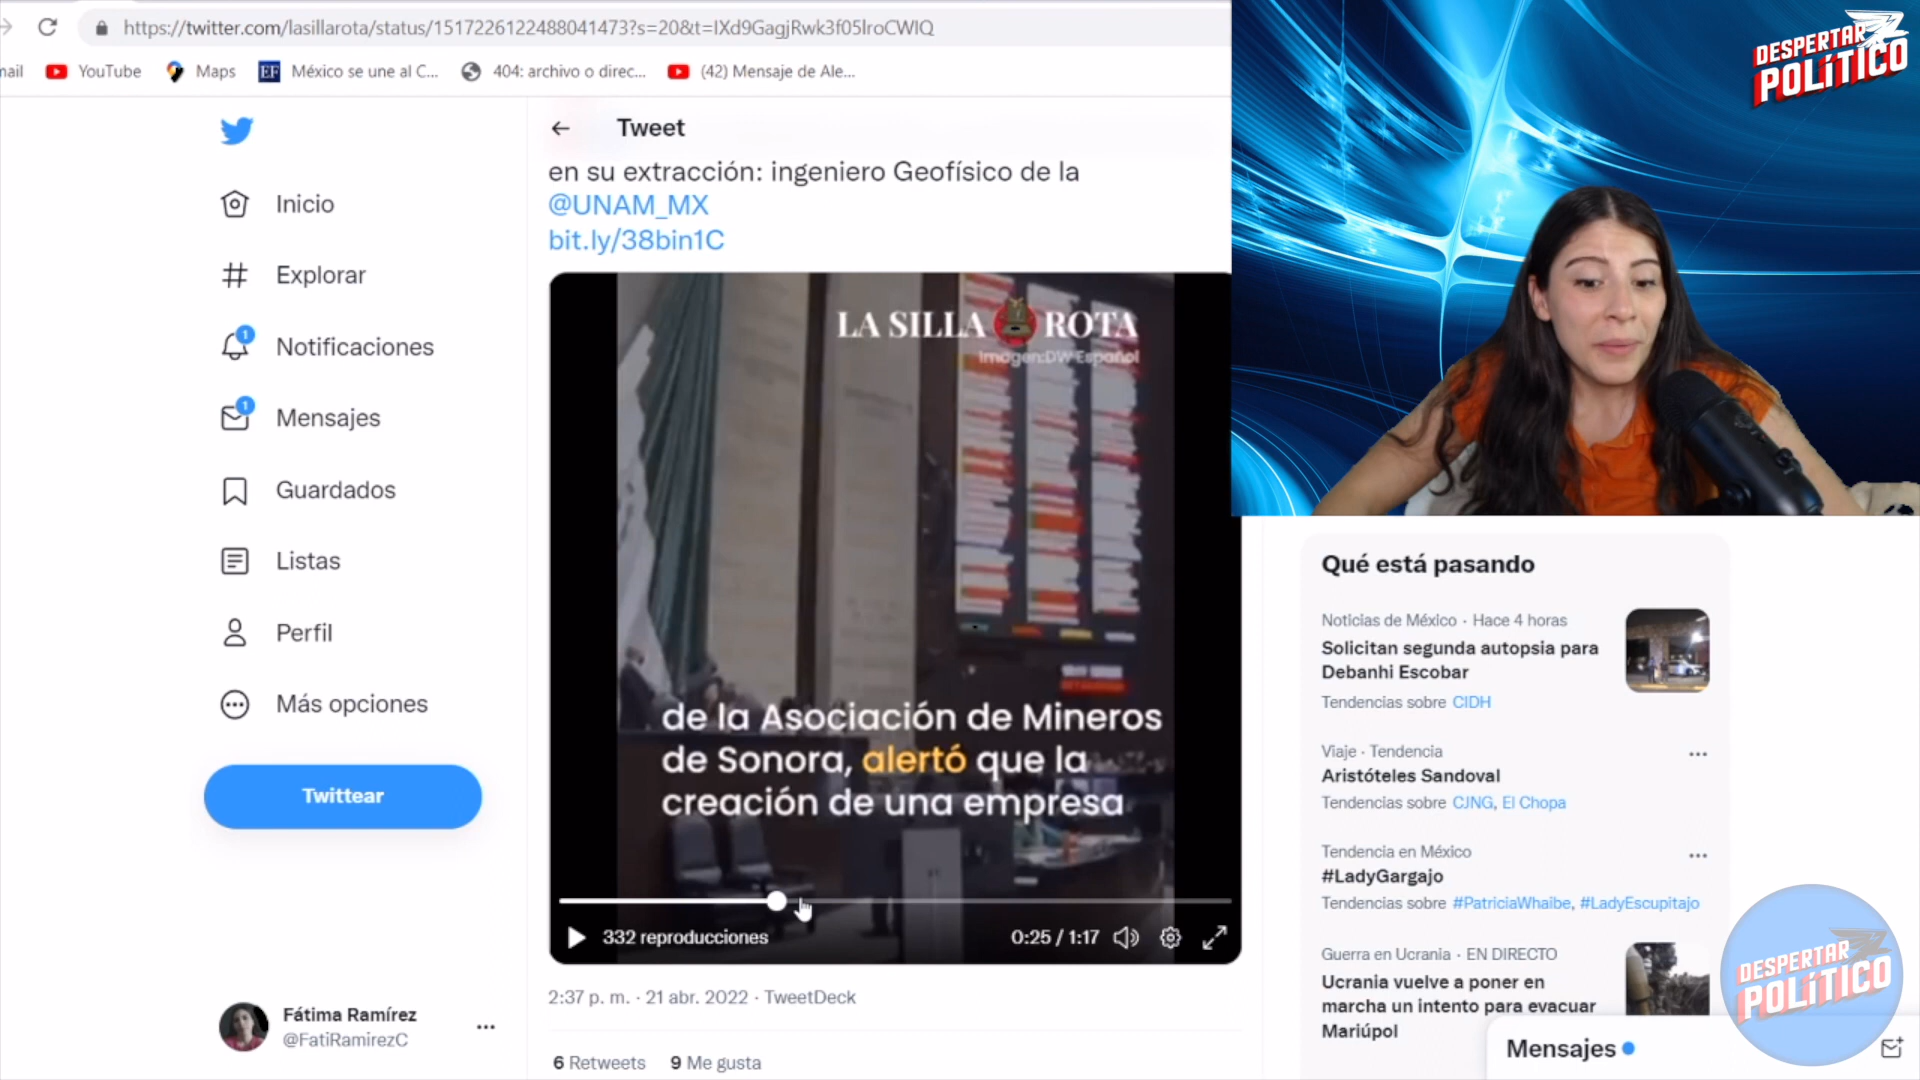 https://twitter.com/lasillarota/status/1517226122488041473?s=20&t=IXd9GagjRwk3f05lroCWlQ
nail
YouTube
Maps
EF
México se une al C...
404: archivo o direc...
(42) Mensaje de Ale...
DESPERTAR
POLÍTICO
Tweet
en su extracción: ingeniero Geofísico de la
@UNAM_MX
bit.ly/38bin1C
Inicio
Explorar
1
Notificaciones
1
Mensajes
Guardados
Listas
Perfil
Más opciones
Twittear
Fátima Ramírez
@FatiRamirezC
LA SILLA ROTA
Imagen:DW Español
de la Asociación de Mineros
de Sonora, alertó que la
creación de una empresa
332 reproducciones
0:25 / 1:17
2:37 p. m. · 21 abr. 2022 · TweetDeck
6 Retweets 9 Me gusta
Qué está pasando
Noticias de México · Hace 4 horas
Solicitan segunda autopsia para
Debanhi Escobar
Tendencias sobre CIDH
Viaje · Tendencia
Aristóteles Sandoval
Tendencias sobre CJNG, El Chopa
Tendencia en México
#LadyGargajo
Tendencias sobre #PatriciaWhaibe, #LadyEscupitajo
Guerra en Ucrania · EN DIRECTO
Ucrania vuelve a poner en
marcha un intento para evacuar
Mariúpol
Mensajes
DESPERTAR
POLÍTICO